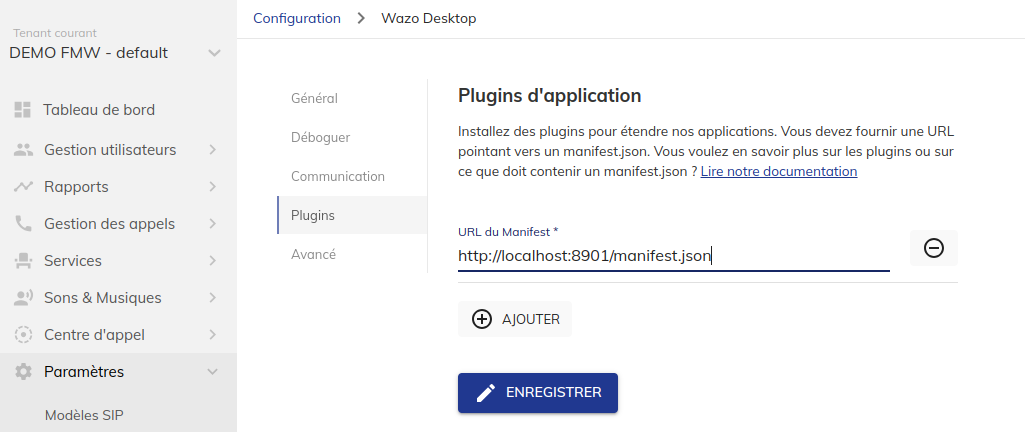 Configuration > Wazo Desktop
Tenant courant
DEMO FMW - default
Tableau de bord
Gestion utilisateurs
Rapports
Gestion des appels
Services
Sons & Musiques
Centre d'appel
Paramètres
Modèles SIP
Général
Déboguer
Communication
Plugins
Avancé
Plugins d'application
Installez des plugins pour étendre nos applications. Vous devez fournir une URL
pointant vers un manifest.json. Vous voulez en savoir plus sur les plugins ou sur
ce que doit contenir un manifest.json ? Lire notre documentation
URL du Manifest *
http://localhost:8901/manifest.json
AJOUTER
ENREGISTRER